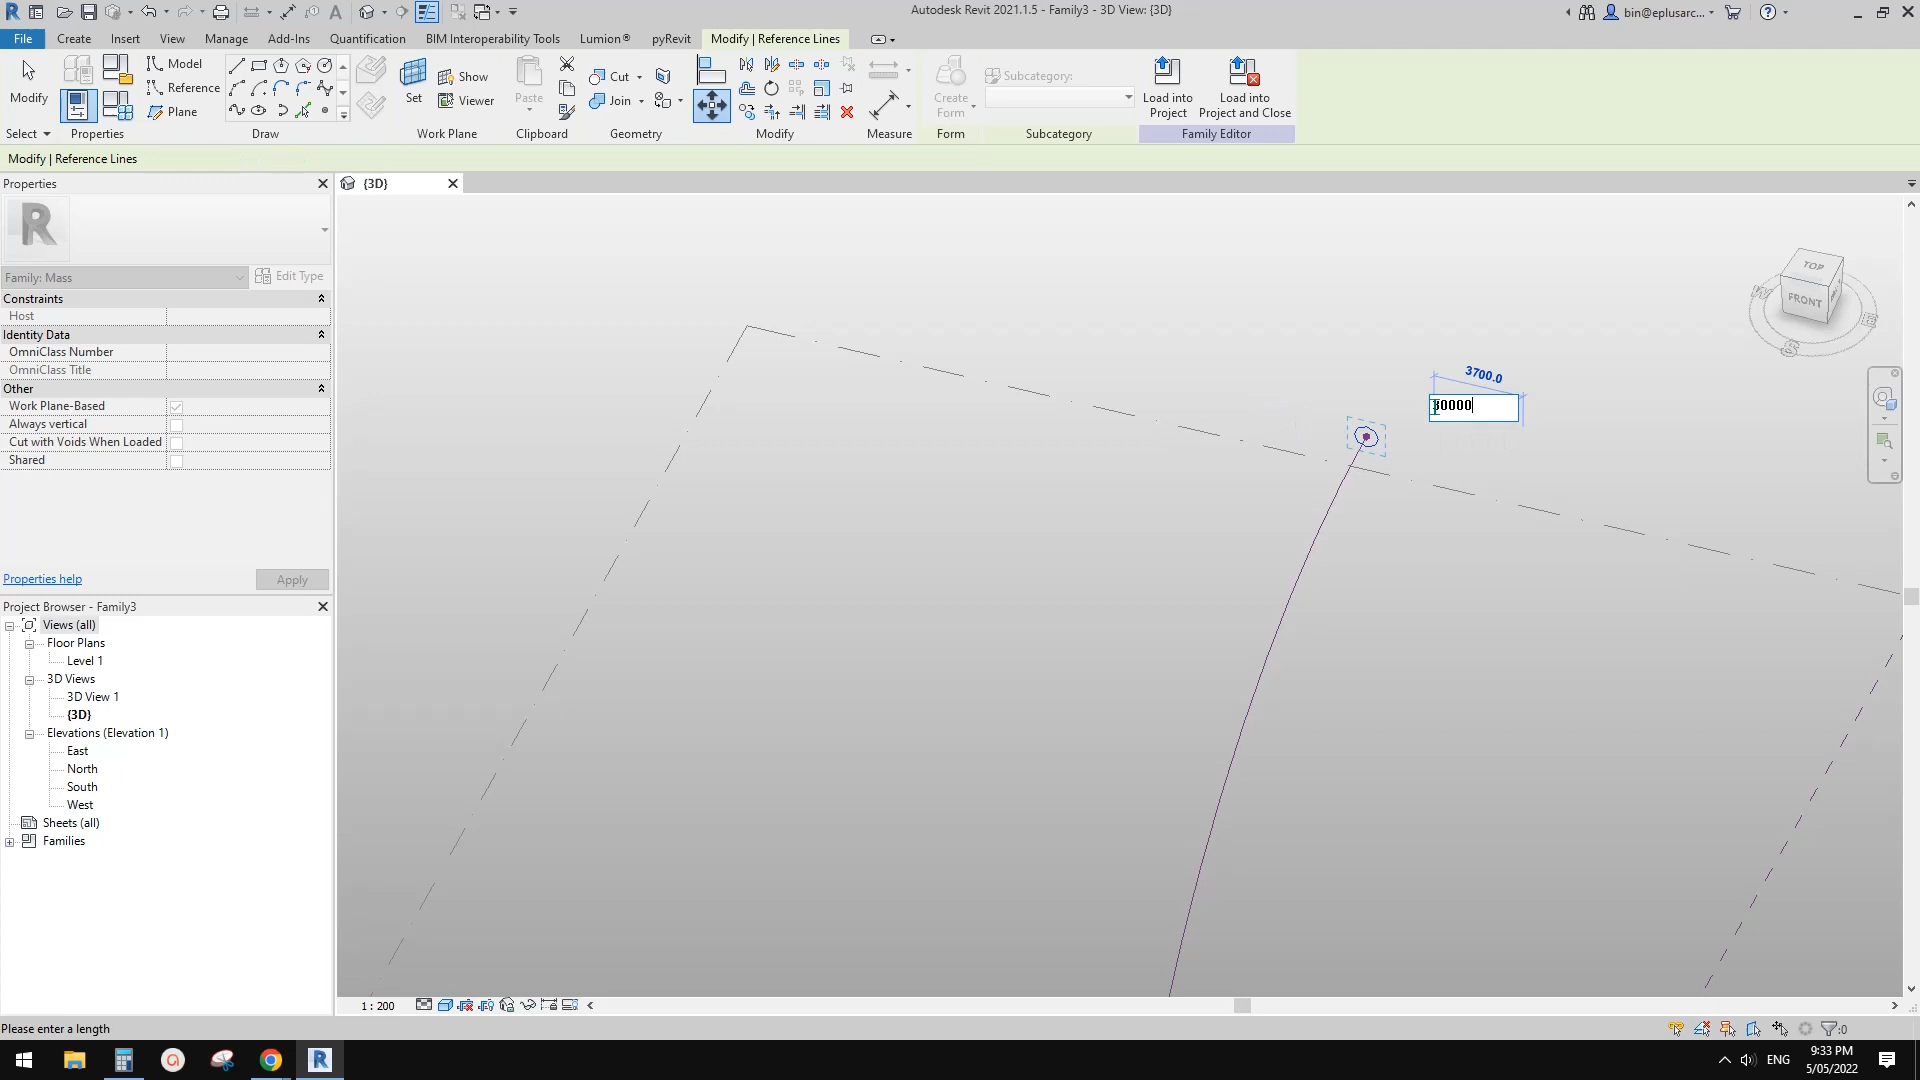 Autodesk Revit 2021.1.5 - Family3 - 3D View: {3D}
bin@eplusarc...
File
Create
Insert
View
Manage
Add-Ins
Quantification
BIM Interoperability Tools
Lumion®
pyRevit
Modify | Reference Lines
Modify
Model
Reference
Plane
Set
Show
Viewer
Paste
Cut
Join
Create
Form
Subcategory:
Load into
Project
Load into
Project and Close
Select
Properties
Draw
Work Plane
Clipboard
Geometry
Modify
Measure
Form
Subcategory
Family Editor
Modify | Reference Lines
Properties
{3D}
Family: Mass
Edit Type
Constraints
Host
Identity Data
OmniClass Number
OmniClass Title
Other
Work Plane-Based
Always vertical
Cut with Voids When Loaded
Shared
Properties help
Apply
Project Browser - Family3
Views (all)
Floor Plans
Level 1
3D Views
3D View 1
{3D}
Elevations (Elevation 1)
East
North
South
West
Sheets (all)
Families
3700.0
TOP
FRONT
W
S
E
1 : 200
Please enter a length
:0
ENG
9:33 PM
5/05/2022